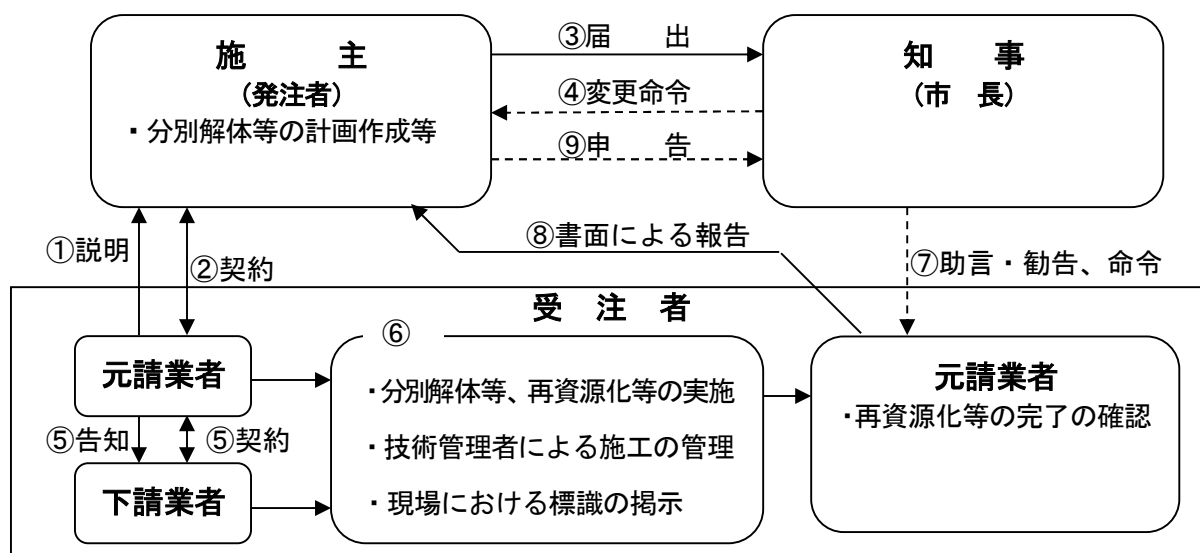 施　主
(発注者)
・分別解体等の計画作成等
③届　出
④変更命令
⑨申　告
知　事
(市　長)
①説明
②契約
⑧書面による報告
⑦助言・勧告、命令
受　注　者
元請業者
⑤告知
⑤契約
下請業者
⑥
・分別解体等、再資源化等の実施
・技術管理者による施工の管理
・現場における標識の掲示
元請業者
・再資源化等の完了の確認